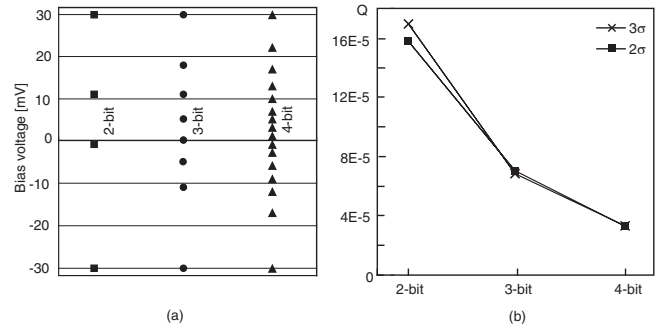 30
20
10
0
-10
-20
-30
Bias voltage [mV]
2-bit
3-bit
4-bit
(a)
Q
16E-5
12E-5
8E-5
4E-5
0
2-bit
3-bit
4-bit
3σ
2σ
(b)